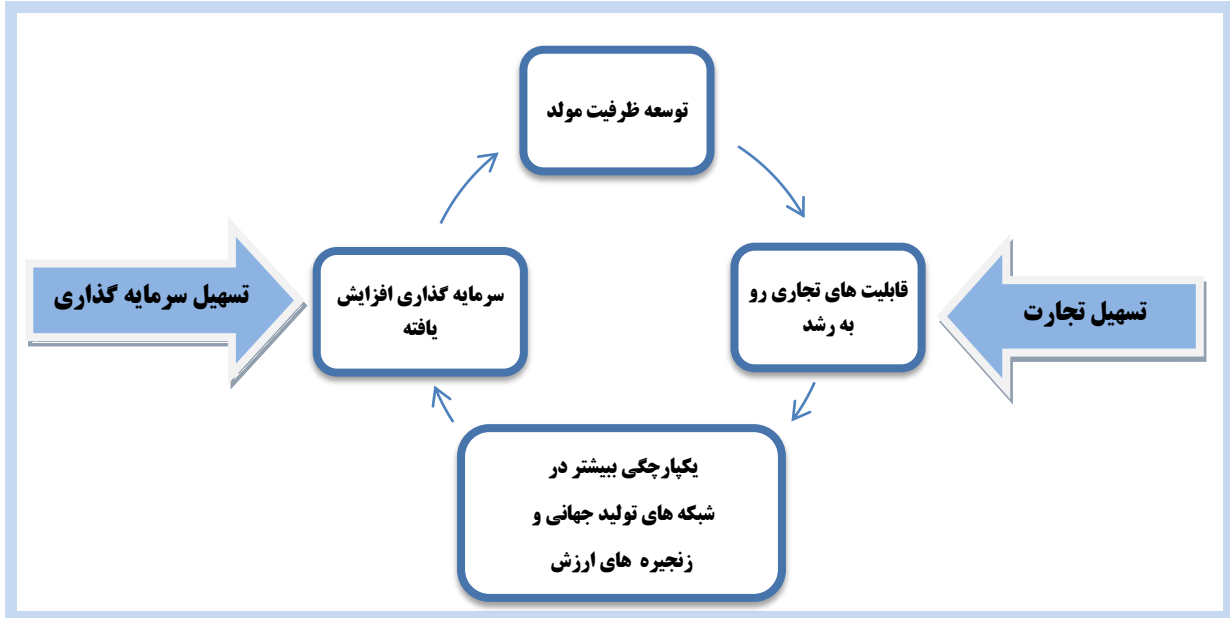 توسعه ظرفیت مولد
قابلیت های تجاری رو
به رشد
تسهیل تجارت
یکپارچگی ببیشتر در
شبکه های تولید جهانی و
زنجیره های ارزش
سرمایه گذاری افزایش
یافته
تسهیل سرمایه گذاری